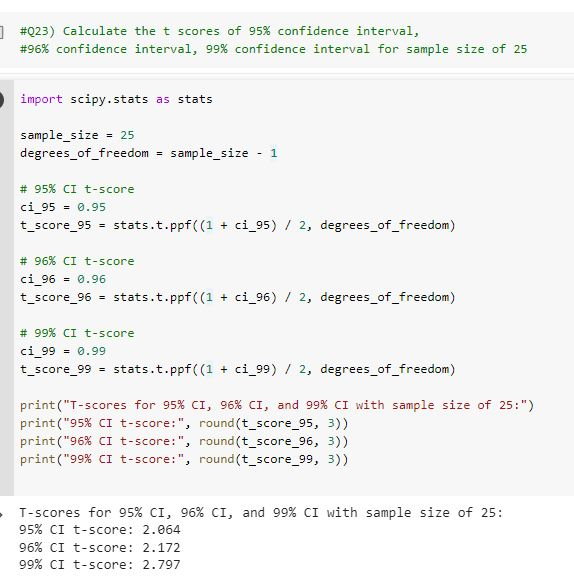 #Q23) Calculate the t scores of 95% confidence interval,
#96% confidence interval, 99% confidence interval for sample size of 25
import scipy.stats as stats
sample_size = 25
degrees_of_freedom = sample_size - 1
# 95% CI t-score
ci_95 = 0.95
t_score_95 = stats.t.ppf((1 + ci_95) / 2, degrees_of_freedom)
# 96% CI t-score
ci_96 = 0.96
t_score_96 = stats.t.ppf((1 + ci_96) / 2, degrees_of_freedom)
# 99% CI t-score
ci_99 = 0.99
t_score_99 = stats.t.ppf((1 + ci_99) / 2, degrees_of_freedom)
print("T-scores for 95% CI, 96% CI, and 99% CI with sample size of 25:")
print("95% CI t-score:", round(t_score_95, 3))
print("96% CI t-score:", round(t_score_96, 3))
print("99% CI t-score:", round(t_score_99, 3))
T-scores for 95% CI, 96% CI, and 99% CI with sample size of 25:
95% CI t-score: 2.064
96% CI t-score: 2.172
99% CI t-score: 2.797